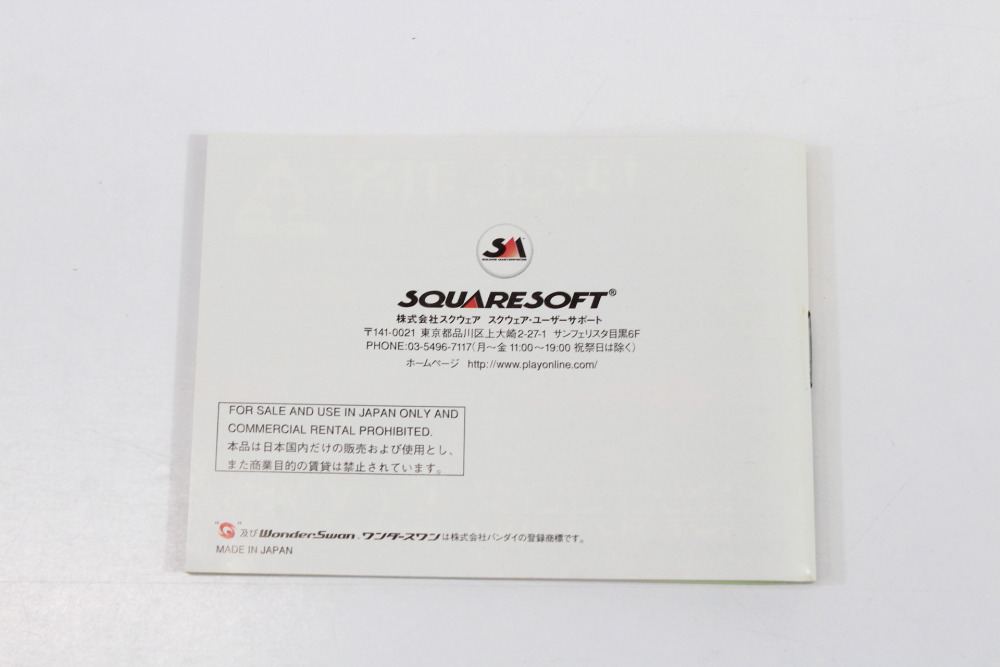 SM
SQUARESOFT®
株式会社スクウェア スクウェア・ユーザーサポート
〒141-0021 東京都品川区上大崎2-27-1 サンフェリスタ目黒6F
PHONE:03-5496-7117(月〜金 11:00〜19:00 祝祭日は除く)
ホームページ http://www.playonline.com/
FOR SALE AND USE IN JAPAN ONLY AND
COMMERCIAL RENTAL PROHIBITED.
本品は日本国内だけの販売および使用とし、
また商業目的の賃貸は禁止されています。
" "及び WonderSwan、ワンダースワン は株式会社バンダイの登録商標です。
MADE IN JAPAN